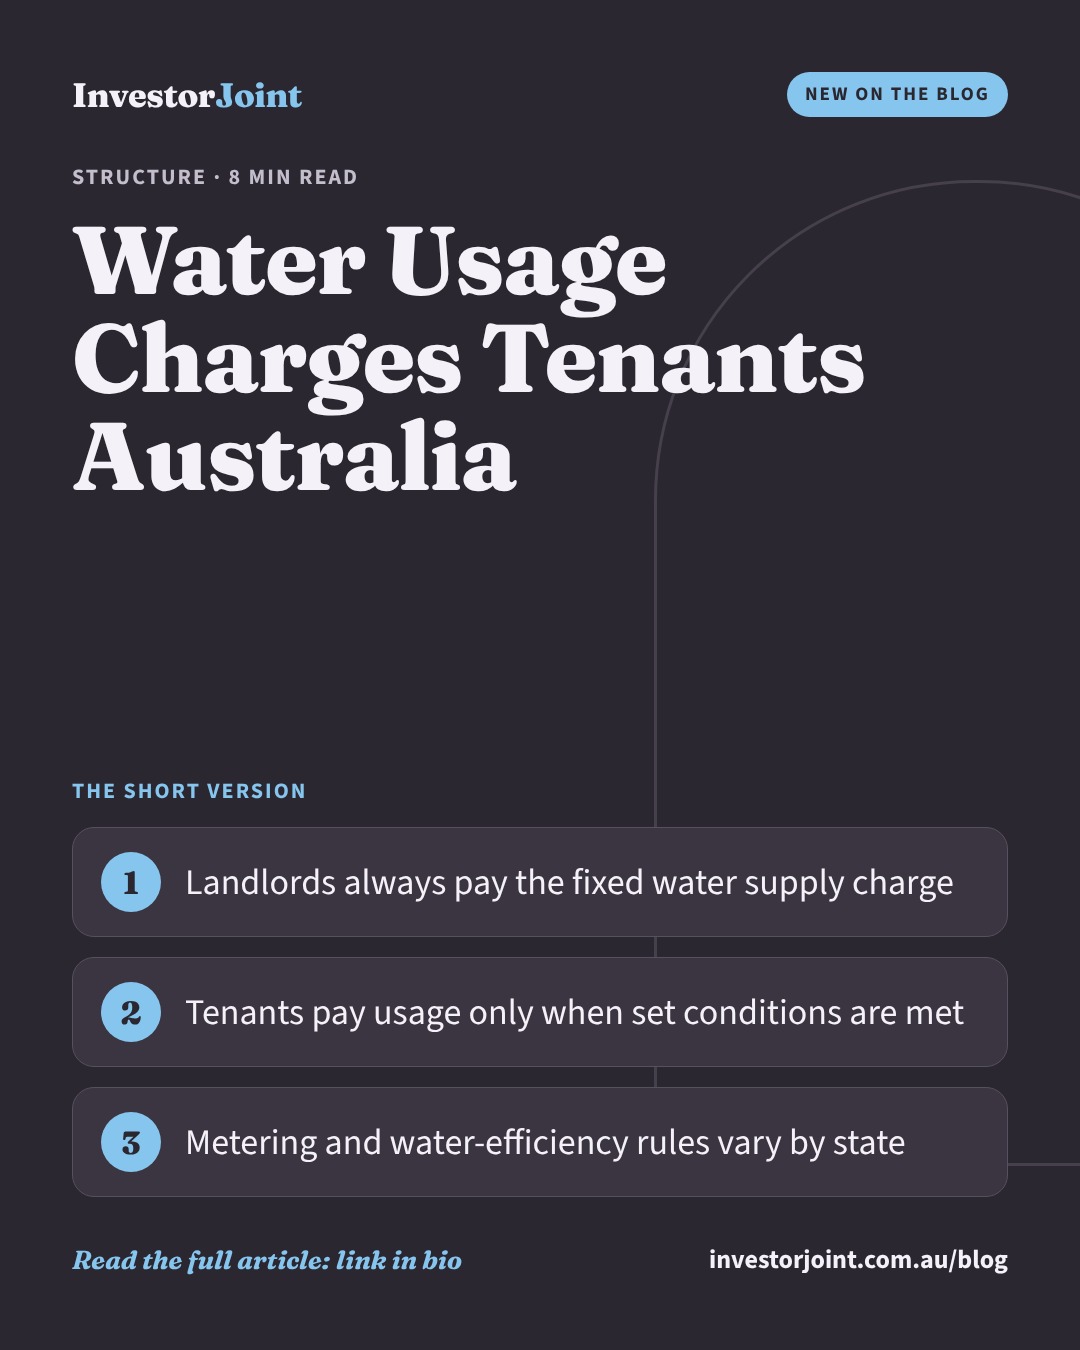 InvestorJoint
NEW ON THE BLOG
STRUCTURE · 8 MIN READ
Water Usage
Charges Tenants
Australia
THE SHORT VERSION
1 Landlords always pay the fixed water supply charge
2 Tenants pay usage only when set conditions are met
3 Metering and water-efficiency rules vary by state
Read the full article: link in bio
investorjoint.com.au/blog